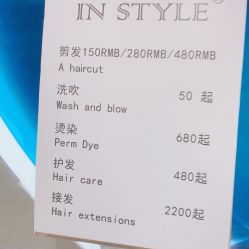 IN STYLE
剪发150RMB/280RMB/480RMB
A haircut
洗吹 50 起
Wash and blow
烫染 680起
Perm Dye
护发 480起
Hair care
接发 2200起
Hair extensions